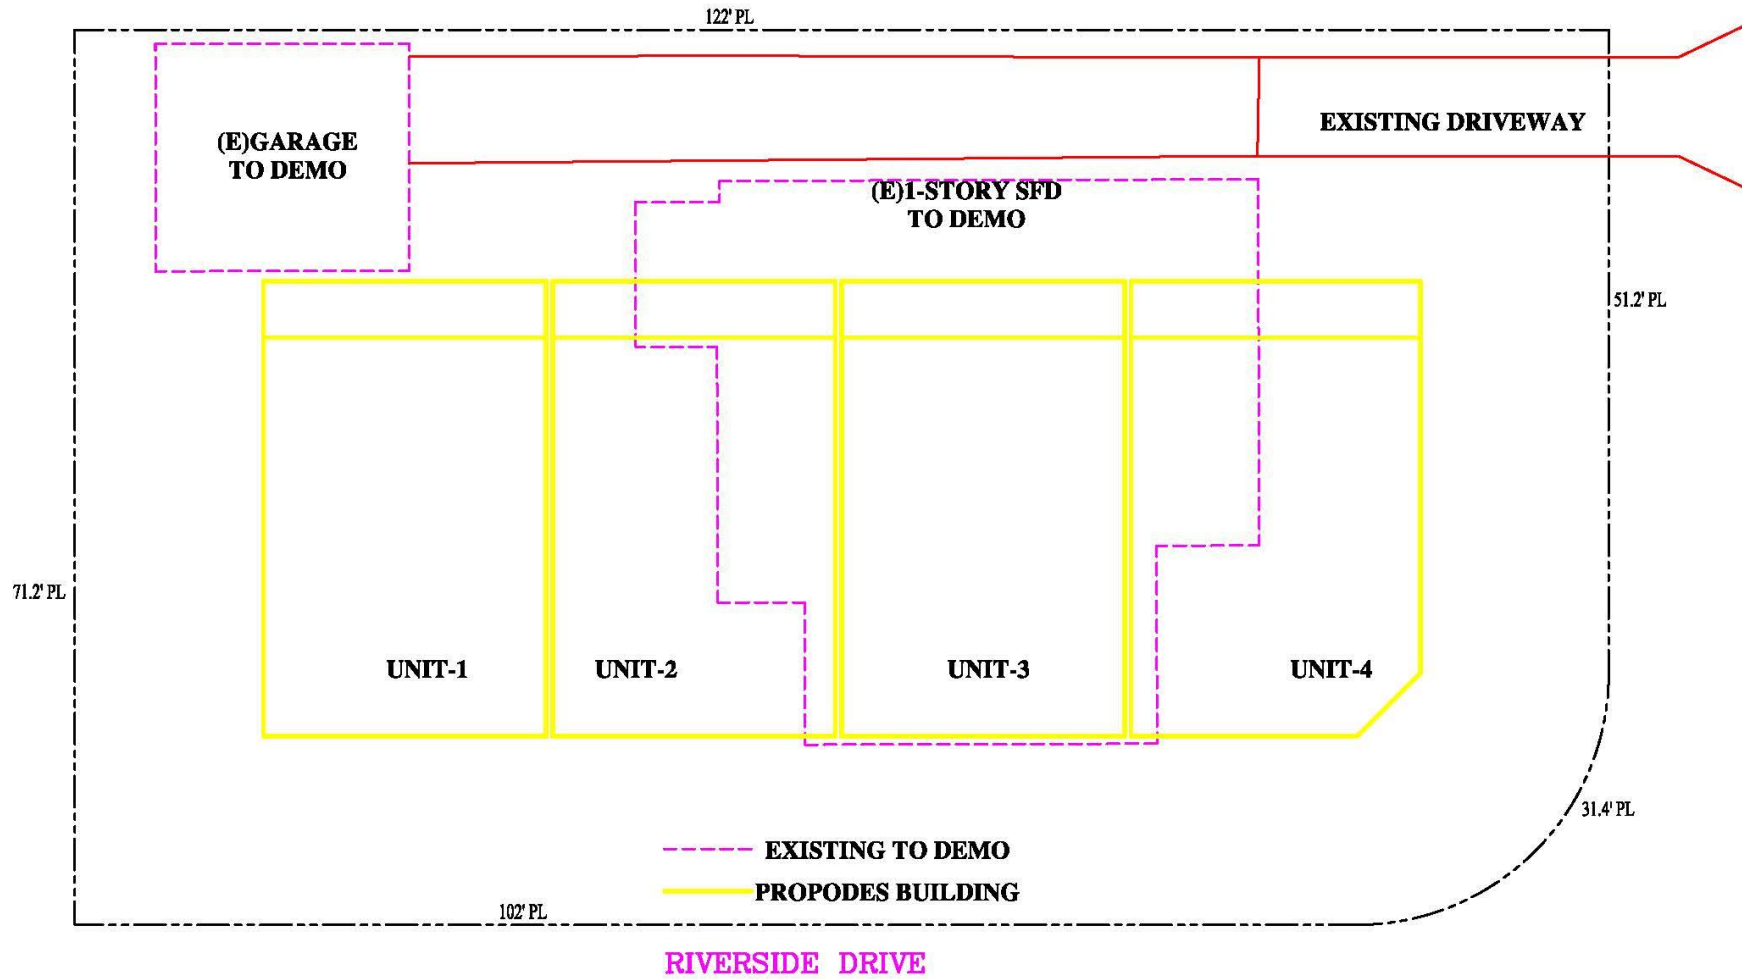 122' PL
(E)GARAGE
TO DEMO
EXISTING DRIVEWAY
(E)1-STORY SFD
TO DEMO
51.2' PL
71.2' PL
UNIT-1
UNIT-2
UNIT-3
UNIT-4
31.4' PL
EXISTING TO DEMO
PROPODES BUILDING
102' PL
RIVERSIDE DRIVE